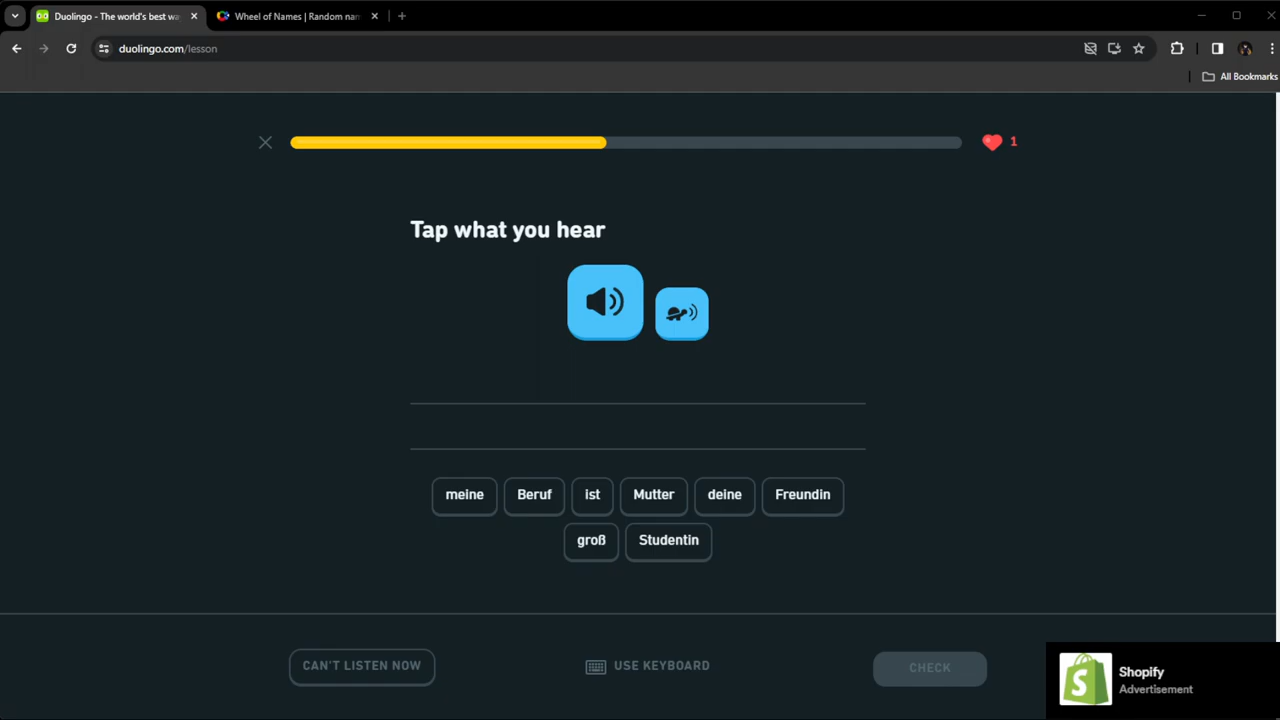 Duolingo - The world's best wa
Wheel of Names | Random nam
duolingo.com/lesson
All Bookmarks
1
Tap what you hear
meine Beruf ist Mutter deine Freundin
groß Studentin
CAN'T LISTEN NOW
USE KEYBOARD
CHECK
Shopify
Advertisement